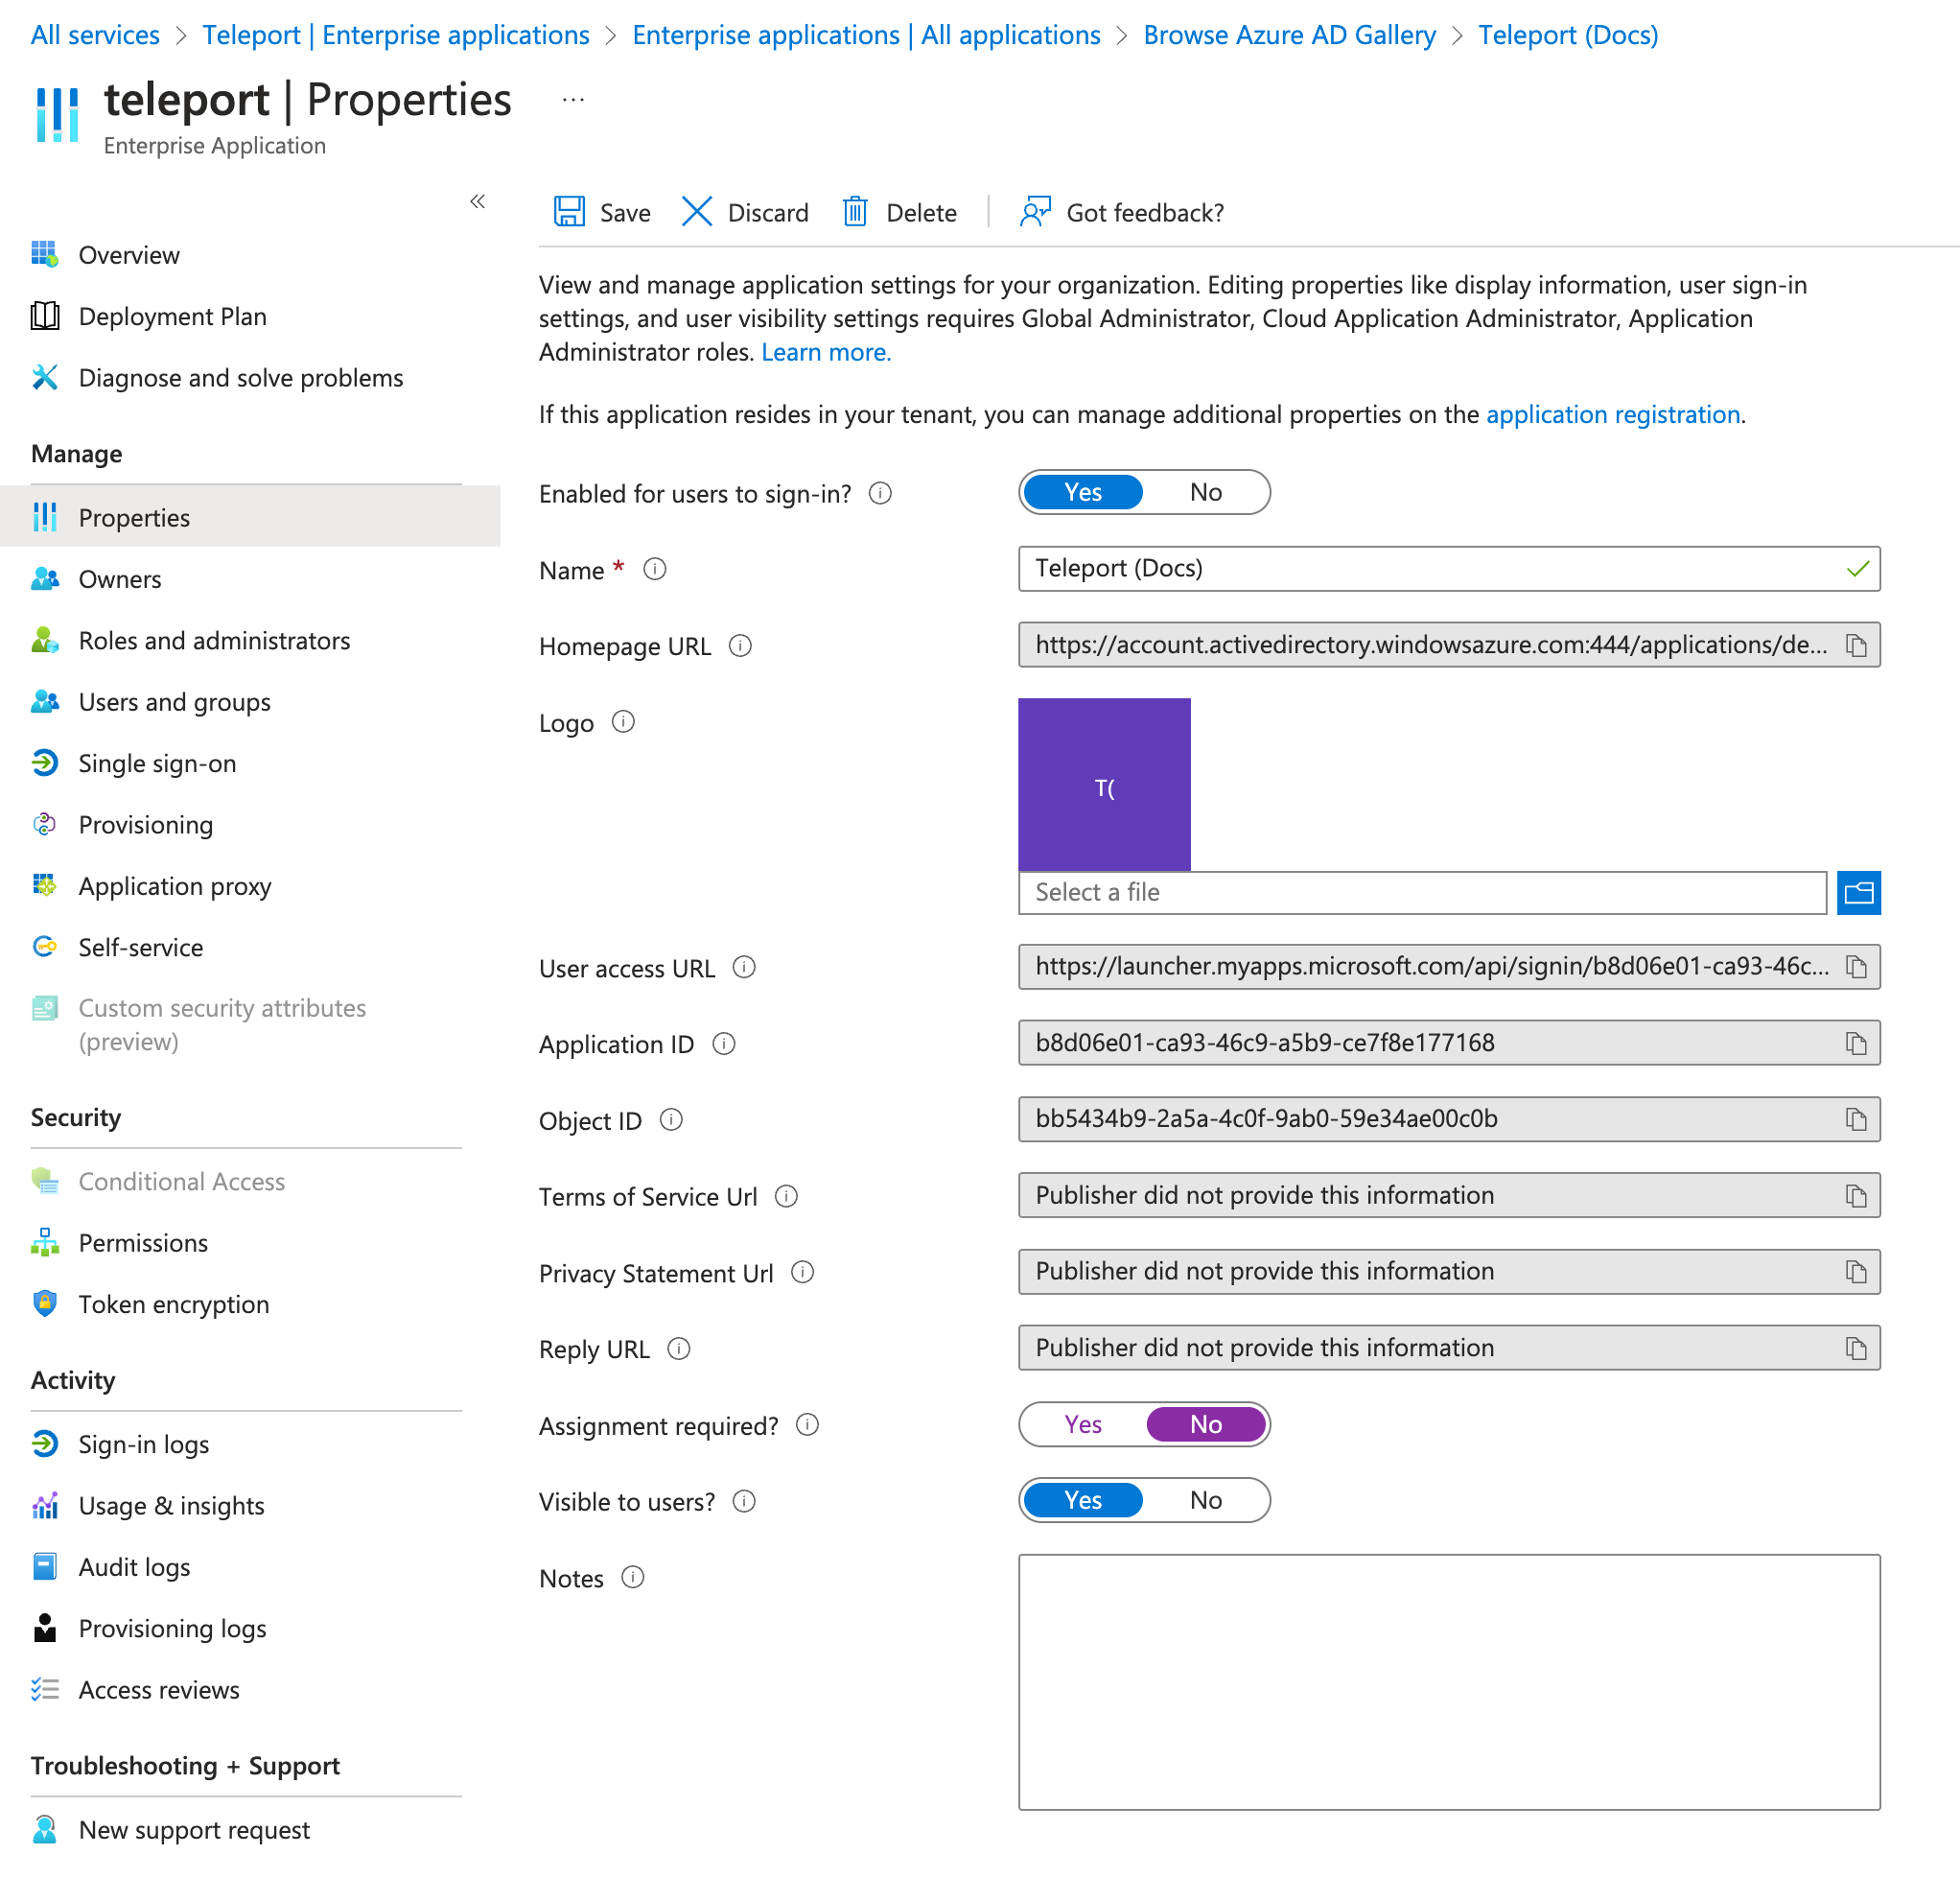 All services > Teleport | Enterprise applications > Enterprise applications | All applications > Browse Azure AD Gallery > Teleport (Docs)
teleport | Properties ...
Enterprise Application
«
Overview
Deployment Plan
Diagnose and solve problems
Manage
Properties
Owners
Roles and administrators
Users and groups
Single sign-on
Provisioning
Application proxy
Self-service
Custom security attributes
(preview)
Security
Conditional Access
Permissions
Token encryption
Activity
Sign-in logs
Usage & insights
Audit logs
Provisioning logs
Access reviews
Troubleshooting + Support
New support request
Save Discard Delete | Got feedback?
View and manage application settings for your organization. Editing properties like display information, user sign-in
settings, and user visibility settings requires Global Administrator, Cloud Application Administrator, Application
Administrator roles. Learn more.
If this application resides in your tenant, you can manage additional properties on the application registration.
Enabled for users to sign-in? Yes No
Name * Teleport (Docs)
Homepage URL https://account.activedirectory.windowsazure.com:444/applications/de...
Logo
T(
Select a file
User access URL https://launcher.myapps.microsoft.com/api/signin/b8d06e01-ca93-46c...
Application ID b8d06e01-ca93-46c9-a5b9-ce7f8e177168
Object ID bb5434b9-2a5a-4c0f-9ab0-59e34ae00c0b
Terms of Service Url Publisher did not provide this information
Privacy Statement Url Publisher did not provide this information
Reply URL Publisher did not provide this information
Assignment required? Yes No
Visible to users? Yes No
Notes